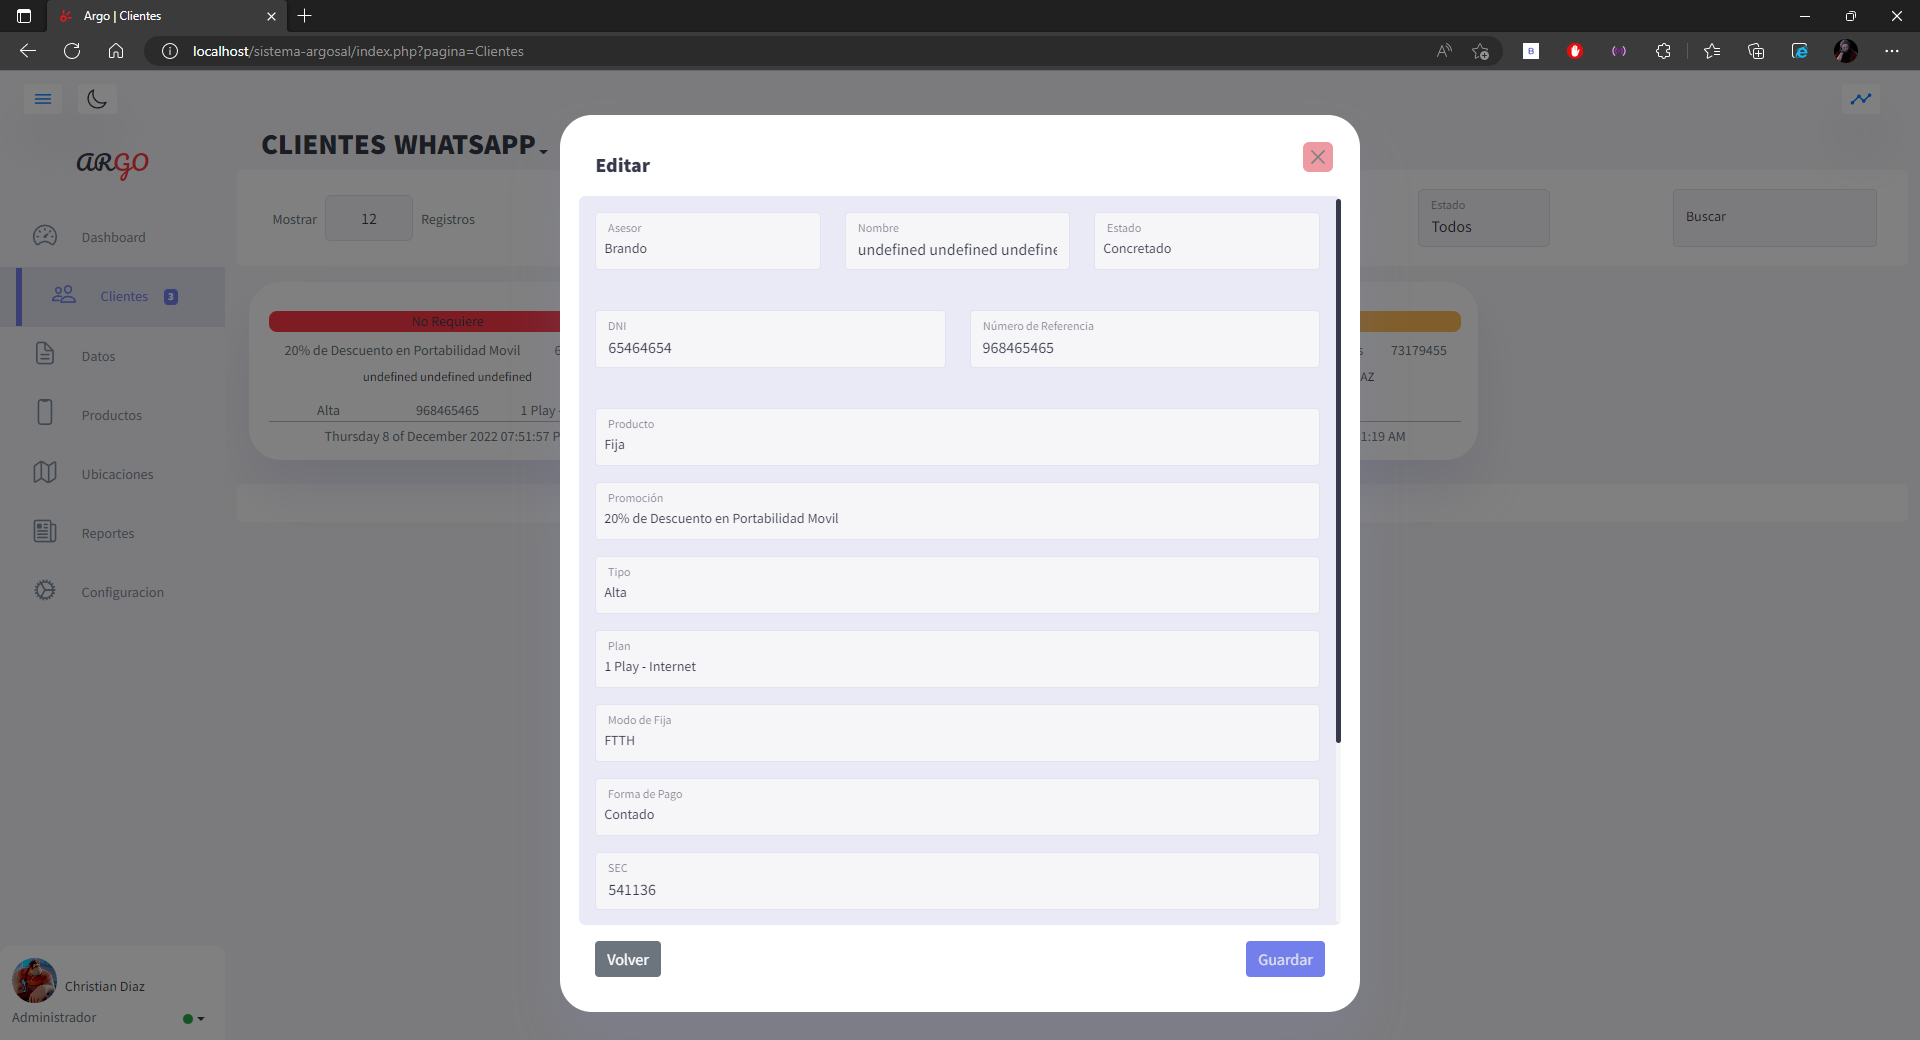 Argo | Clientes
localhost/sistema-argosal/index.php?pagina=Clientes
ARGO
Dashboard
Clientes 3
Datos
Productos
Ubicaciones
Reportes
Configuracion
Christian Diaz
Administrador
CLIENTES WHATSAPP
Mostrar 12 Registros
Estado
Todos
Buscar
No Requiere
20% de Descuento en Portabilidad Movil
undefined undefined undefined
Alta 968465465 1 Play -
Thursday 8 of December 2022 07:51:57 P
73179455
AZ
1:19 AM
Editar
Asesor
Brando
Nombre
undefined undefined undefine
Estado
Concretado
DNI
65464654
Número de Referencia
968465465
Producto
Fija
Promoción
20% de Descuento en Portabilidad Movil
Tipo
Alta
Plan
1 Play - Internet
Modo de Fija
FTTH
Forma de Pago
Contado
SEC
541136
Volver
Guardar